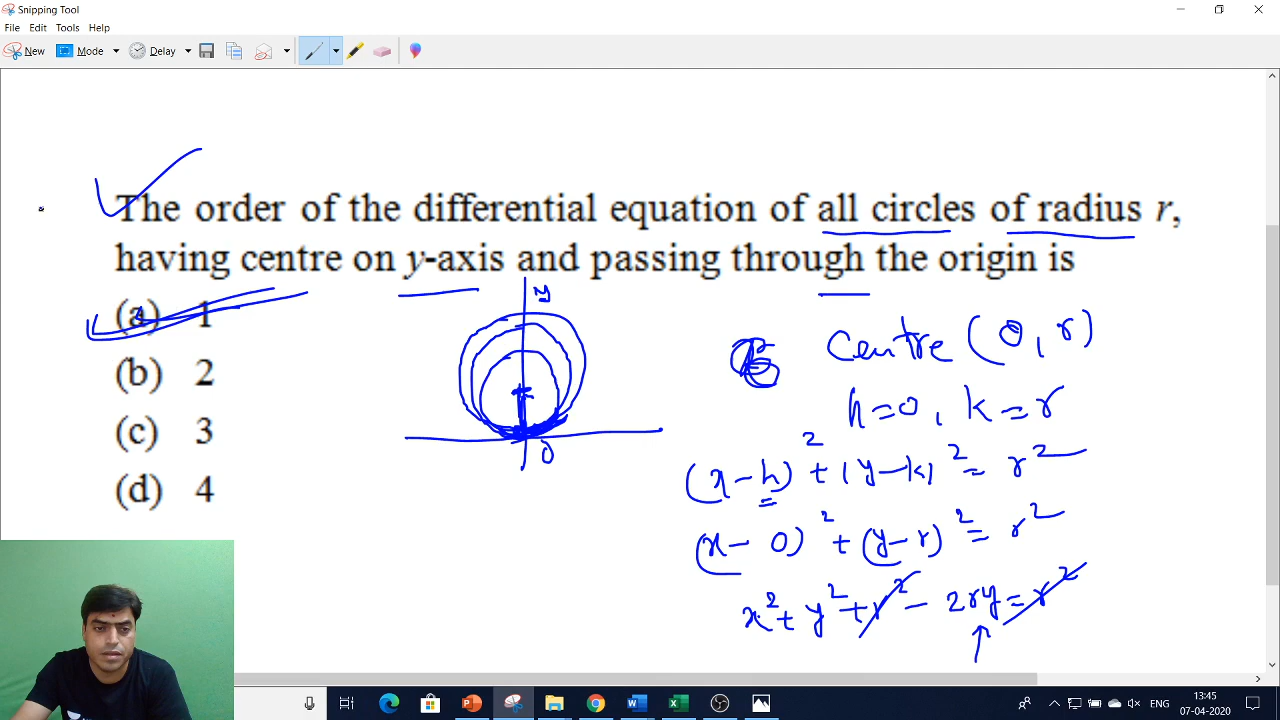 Snipping Tool
File Edit Tools Help
New Mode Delay
The order of the differential equation of all circles of radius r,
having centre on y-axis and passing through the origin is
(a) 1
(b) 2
(c) 3
(d) 4
y
0
Centre (0, r)
h=0, k=r
(x-h)²+(y-k)²=r²
(x-0)²+(y-r)²=r²
x²+y²+r²-2ry=r²
ENG
13:45
07-04-2020